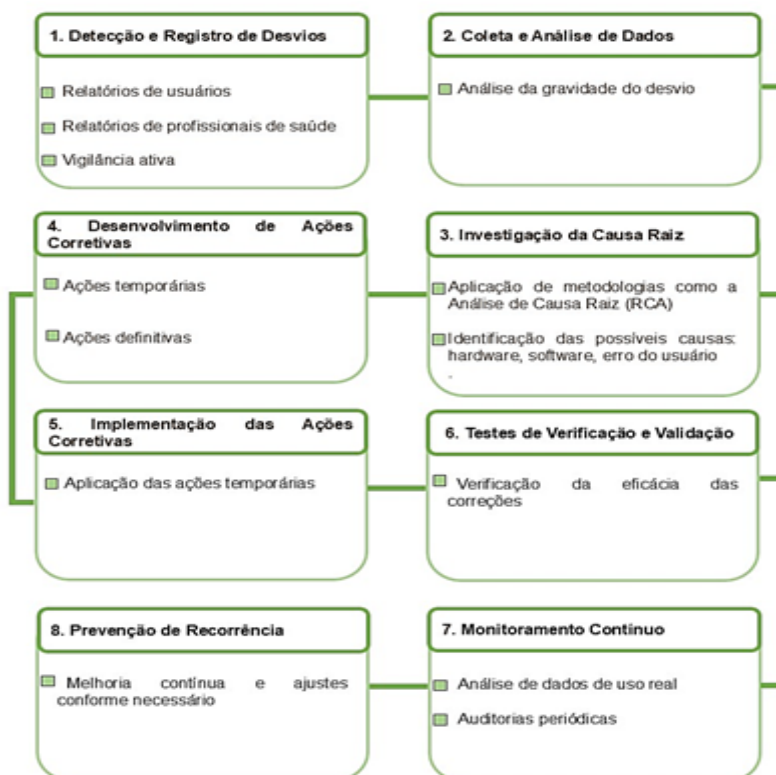 1. Detecção e Registro de Desvios
Relatórios de usuários
Relatórios de profissionais de saúde
Vigilância ativa
2. Coleta e Análise de Dados
Análise da gravidade do desvio
4. Desenvolvimento de Ações
Corretivas
Ações temporárias
Ações definitivas
3. Investigação da Causa Raiz
Aplicação de metodologias como a
Análise de Causa Raiz (RCA)
Identificação das possíveis causas:
hardware, software, erro do usuário
.
5. Implementação das Ações
Corretivas
Aplicação das ações temporárias
6. Testes de Verificação e Validação
Verificação da eficácia das
correções
8. Prevenção de Recorrência
Melhoria contínua e ajustes
conforme necessário
7. Monitoramento Contínuo
Análise de dados de uso real
Auditorias periódicas